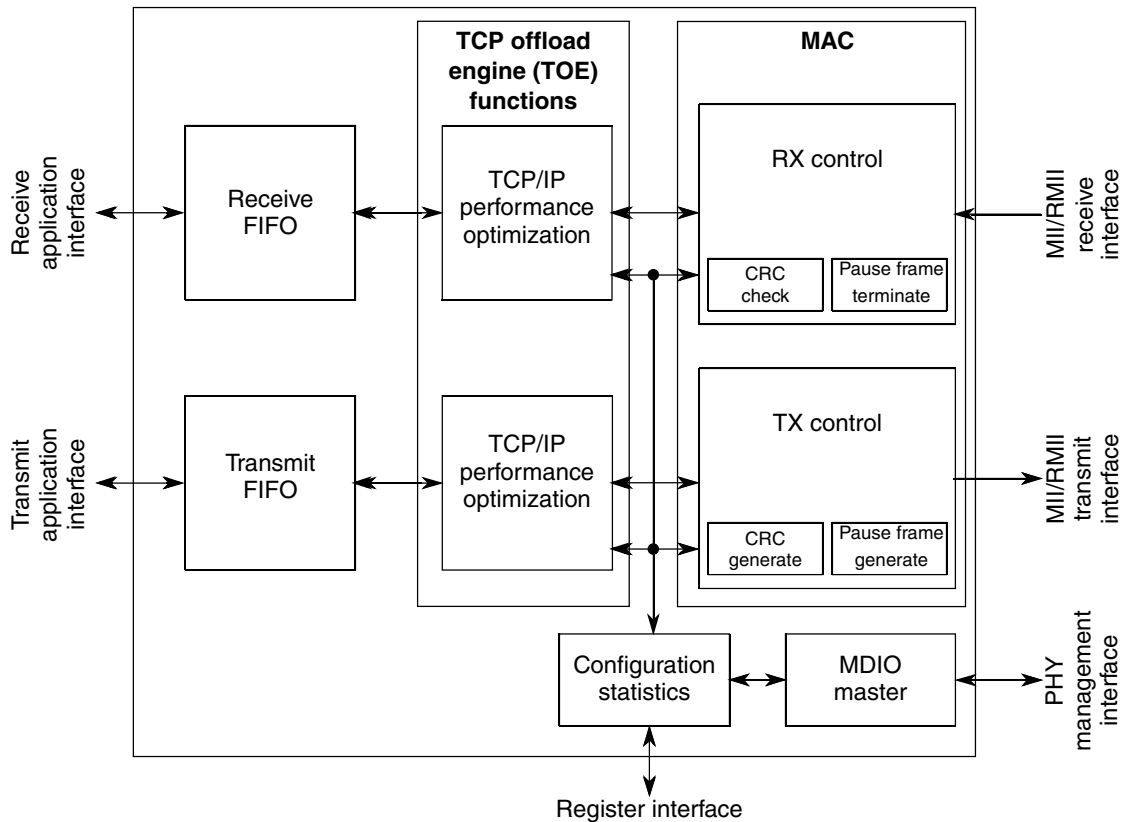 TCP offload
engine (TOE)
functions
MAC
Receive
application
interface
Receive
FIFO
TCP/IP
performance
optimization
RX control
CRC
check
Pause frame
terminate
MII/RMII
receive
interface
Transmit
application
interface
Transmit
FIFO
TCP/IP
performance
optimization
TX control
CRC
generate
Pause frame
generate
MII/RMII
transmit
interface
Configuration
statistics
MDIO
master
PHY
management
interface
Register interface